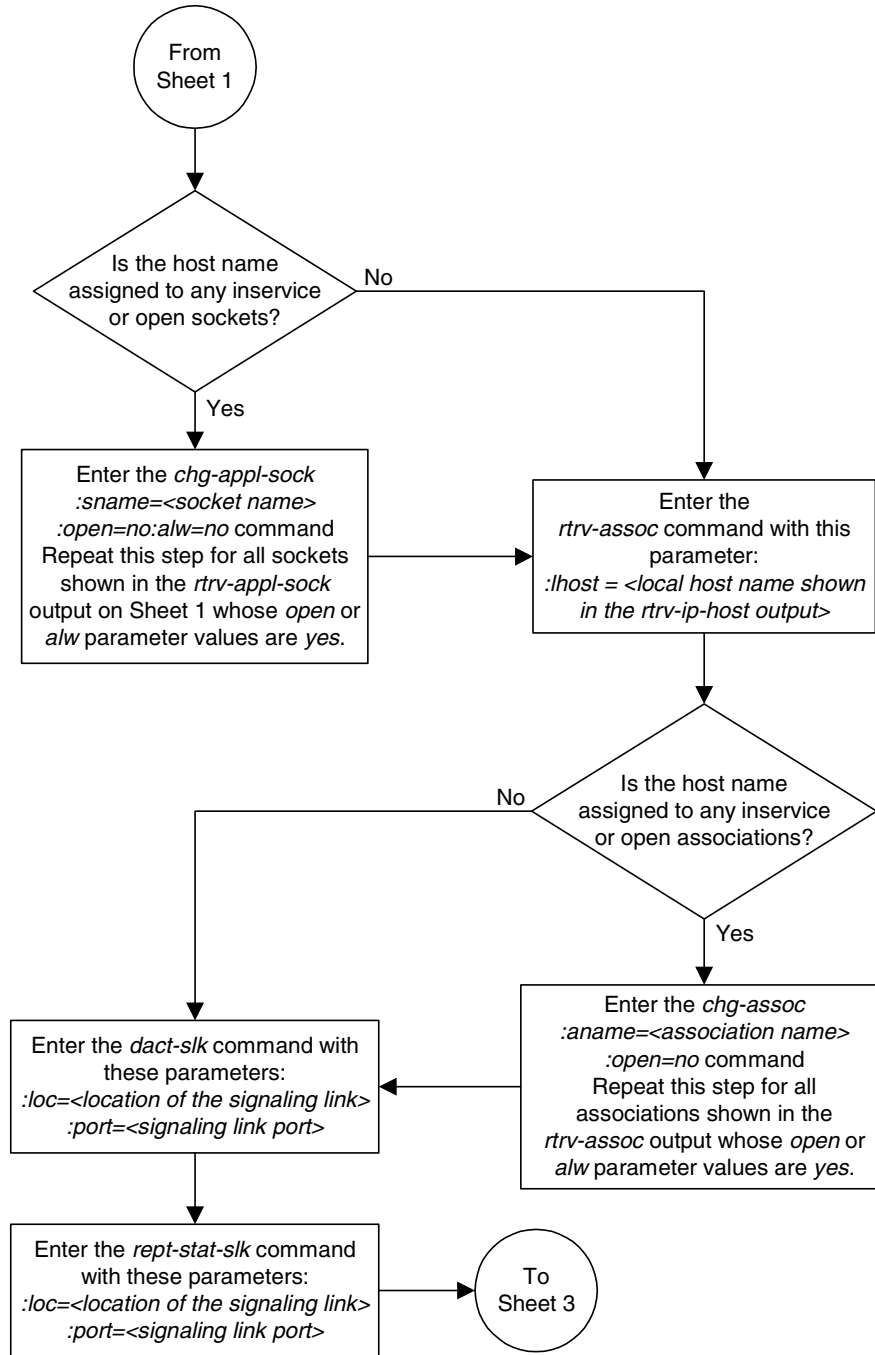 From
Sheet 1
Is the host name
assigned to any inservice
or open sockets?
No
Yes
Enter the chg-appl-sock
:sname=<socket name>
:open=no:alw=no command
Repeat this step for all sockets
shown in the rtrv-appl-sock
output on Sheet 1 whose open or
alw parameter values are yes.
Enter the
rtrv-assoc command with this
parameter:
:lhost = <local host name shown
in the rtrv-ip-host output>
Is the host name
assigned to any inservice
or open associations?
No
Yes
Enter the chg-assoc
:aname=<association name>
:open=no command
Repeat this step for all
associations shown in the
rtrv-assoc output whose open or
alw parameter values are yes.
Enter the dact-slk command with
these parameters:
:loc=<location of the signaling link>
:port=<signaling link port>
Enter the rept-stat-slk command
with these parameters:
:loc=<location of the signaling link>
:port=<signaling link port>
To
Sheet 3